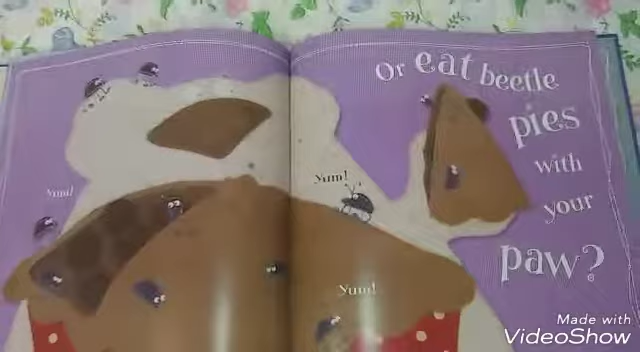 Or eat beetle
pies
with
your
paw?
Yum!
Yum!
Yum!
Made with
VideoShow